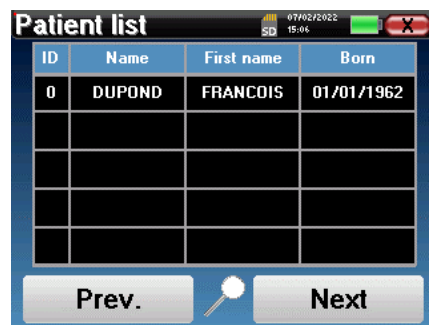 Patient list
SD
07/02/2022
15:06
X
ID Name First name Born
0 DUPOND FRANCOIS 01/01/1962
Prev. Next